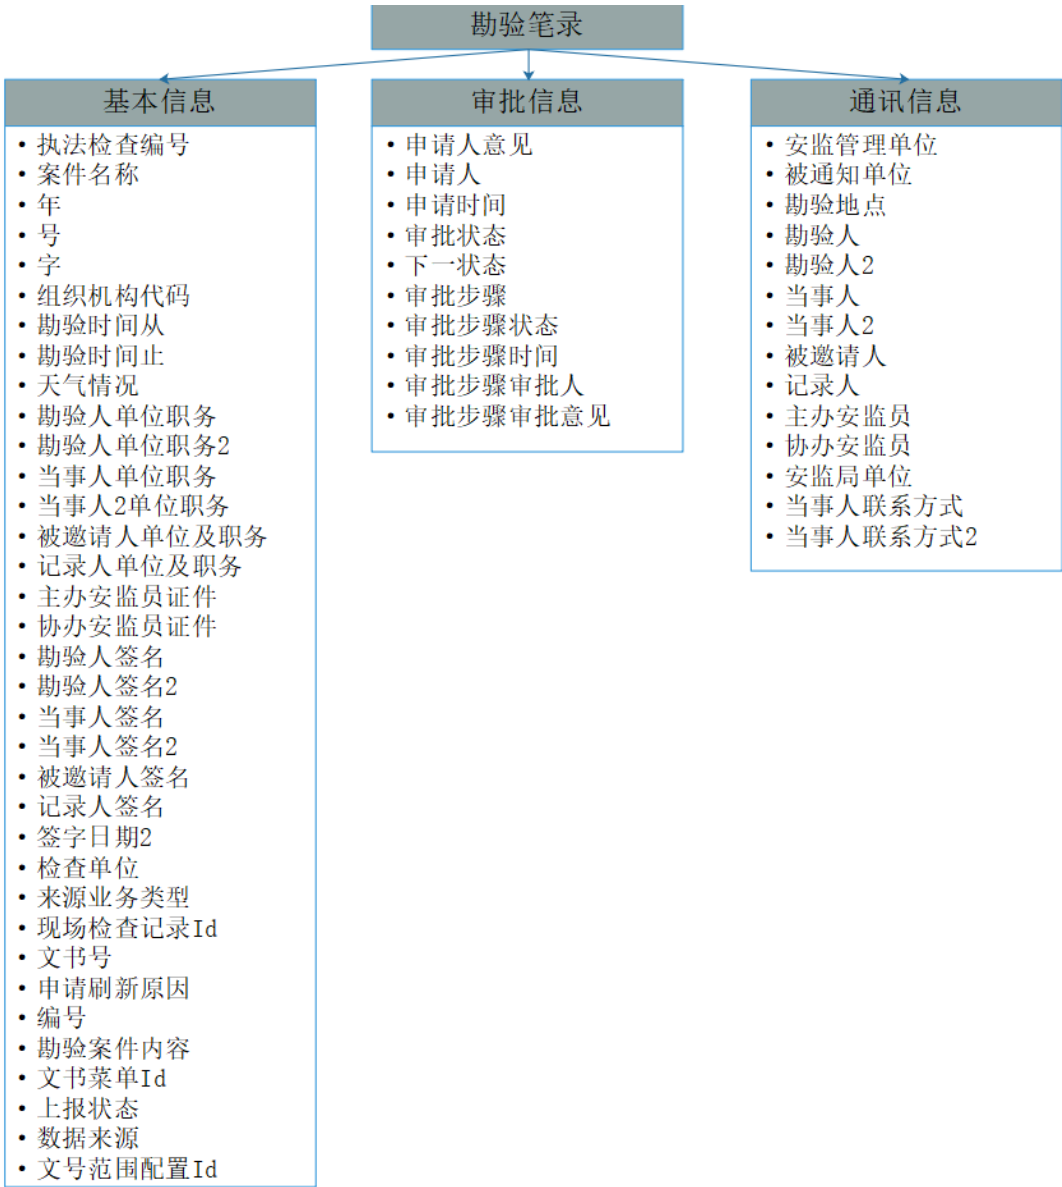 勘验笔录
基本信息
• 执法检查编号
• 案件名称
• 年
• 号
• 字
• 组织机构代码
• 勘验时间从
• 勘验时间止
• 天气情况
• 勘验人单位职务
• 勘验人单位职务2
• 当事人单位职务
• 当事人2单位职务
• 被邀请人单位及职务
• 记录人单位及职务
• 主办安监员证件
• 协办安监员证件
• 勘验人签名
• 勘验人签名2
• 当事人签名
• 当事人签名2
• 被邀请人签名
• 记录人签名
• 签字日期2
• 检查单位
• 来源业务类型
• 现场检查记录Id
• 文书号
• 申请刷新原因
• 编号
• 勘验案件内容
• 文书菜单Id
• 上报状态
• 数据来源
• 文号范围配置Id
审批信息
• 申请人意见
• 申请人
• 申请时间
• 审批状态
• 下一状态
• 审批步骤
• 审批步骤状态
• 审批步骤时间
• 审批步骤审批人
• 审批步骤审批意见
通讯信息
• 安监管理单位
• 被通知单位
• 勘验地点
• 勘验人
• 勘验人2
• 当事人
• 当事人2
• 被邀请人
• 记录人
• 主办安监员
• 协办安监员
• 安监局单位
• 当事人联系方式
• 当事人联系方式2